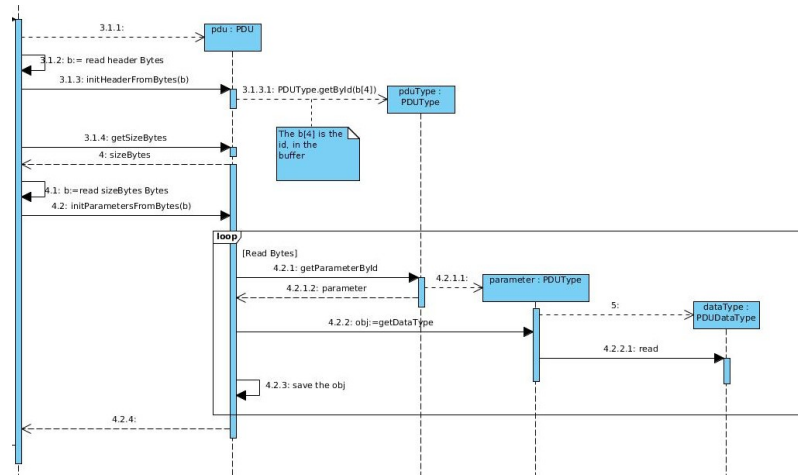 3.1.1:
pdu : PDU
3.1.2: b:= read header Bytes
3.1.3: initHeaderFromBytes(b)
3.1.3.1: PDUType.getById(b[4])
pduType :
PDUType
The b[4] is the
id, in the
buffer
3.1.4: getSizeBytes
4: sizeBytes
4.1: b:=read sizeBytes Bytes
4.2: initParametersFromBytes(b)
loop
[Read Bytes]
4.2.1: getParameterById
4.2.1.1:
parameter : PDUType
4.2.1.2: parameter
5:
dataType :
PDUDataType
4.2.2: obj:=getDataType
4.2.2.1: read
4.2.3: save the obj
4.2.4: